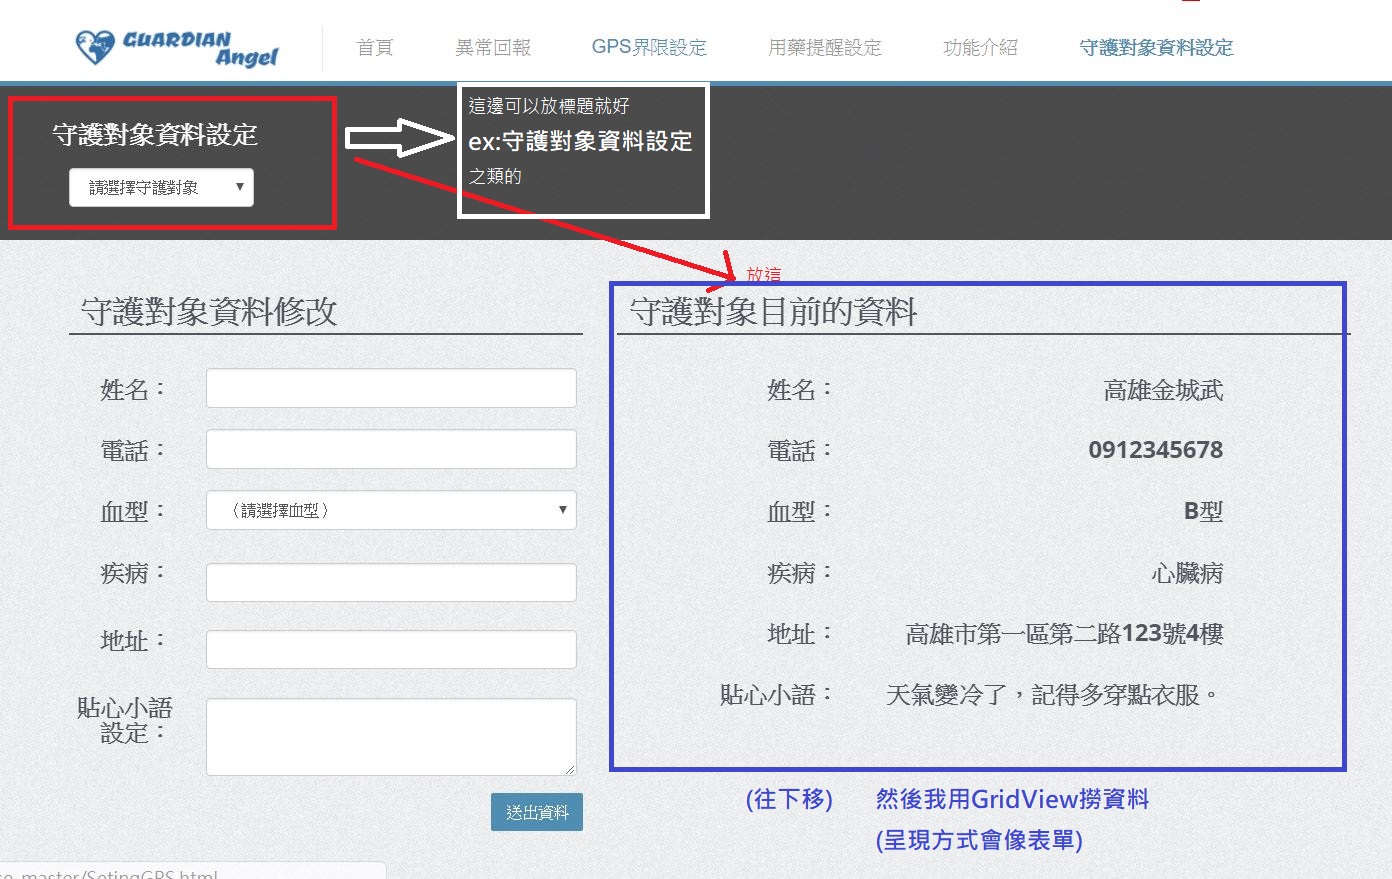 GUARDIAN
Angel
首頁
異常回報
GPS界限設定
用藥提醒設定
功能介紹
守護對象資料設定
守護對象資料設定
請選擇守護對象
這邊可以放標題就好
ex:守護對象資料設定
之類的
放這
守護對象資料修改
姓名：
電話：
血型：
（請選擇血型）
疾病：
地址：
貼心小語
設定：
送出資料
守護對象目前的資料
姓名： 高雄金城武
電話： 0912345678
血型： B型
疾病： 心臟病
地址： 高雄市第一區第二路123號4樓
貼心小語： 天氣變冷了，記得多穿點衣服。
(往下移) 然後我用GridView撈資料
(呈現方式會像表單)
master/SetingGPS.html